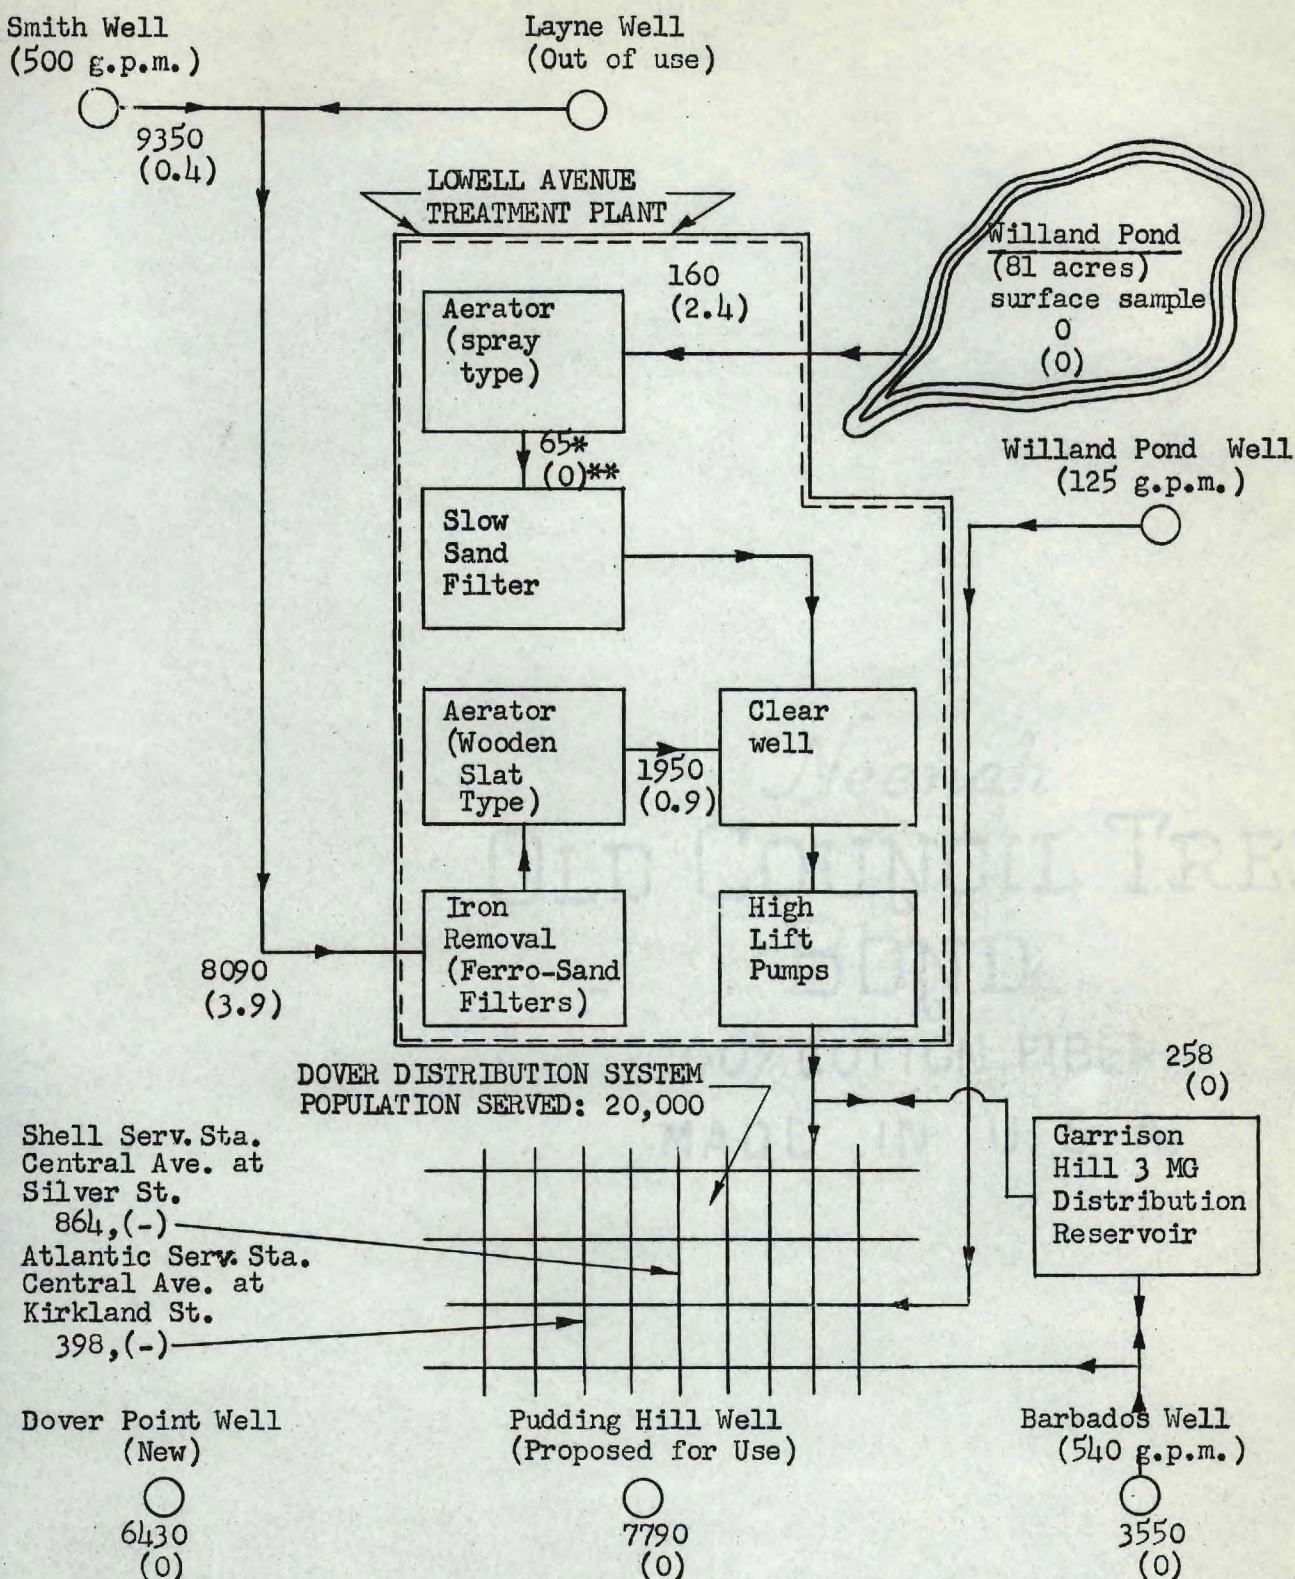 Smith Well
(500 g.p.m.)
9350
(0.4)
Layne Well
(Out of use)
LOWELL AVENUE
TREATMENT PLANT
Aerator
(spray
type)
160
(2.4)
Willand Pond
(81 acres)
surface sample
0
(0)
65*
(0)**
Slow
Sand
Filter
Willand Pond Well
(125 g.p.m.)
Aerator
(Wooden
Slat
Type)
1950
(0.9)
Clear
well
Iron
Removal
(Ferro-Sand
Filters)
High
Lift
Pumps
8090
(3.9)
DOVER DISTRIBUTION SYSTEM
POPULATION SERVED: 20,000
258
(0)
Garrison
Hill 3 MG
Distribution
Reservoir
Shell Serv. Sta.
Central Ave. at
Silver St.
864,(-)
Atlantic Serv. Sta.
Central Ave. at
Kirkland St.
398,(-)
Dover Point Well
(New)
6430
(0)
Pudding Hill Well
(Proposed for Use)
7790
(0)
Barbados Well
(540 g.p.m.)
3550
(0)